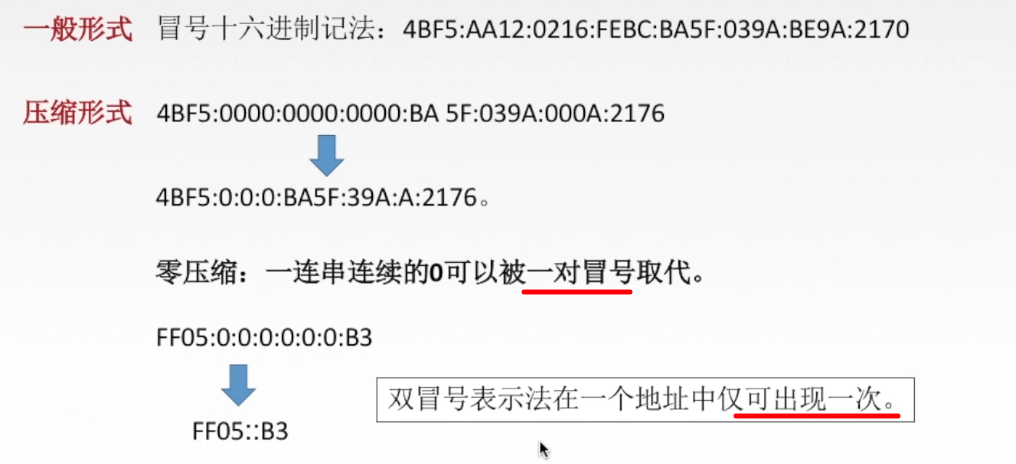 一般形式 冒号十六进制记法：4BF5:AA12:0216:FEBC:BA5F:039A:BE9A:2170
压缩形式 4BF5:0000:0000:0000:BA 5F:039A:000A:2176
4BF5:0:0:0:BA5F:39A:A:2176。
零压缩：一连串连续的0可以被一对冒号取代。
FF05:0:0:0:0:0:0:B3
双冒号表示法在一个地址中仅可出现一次。
FF05::B3